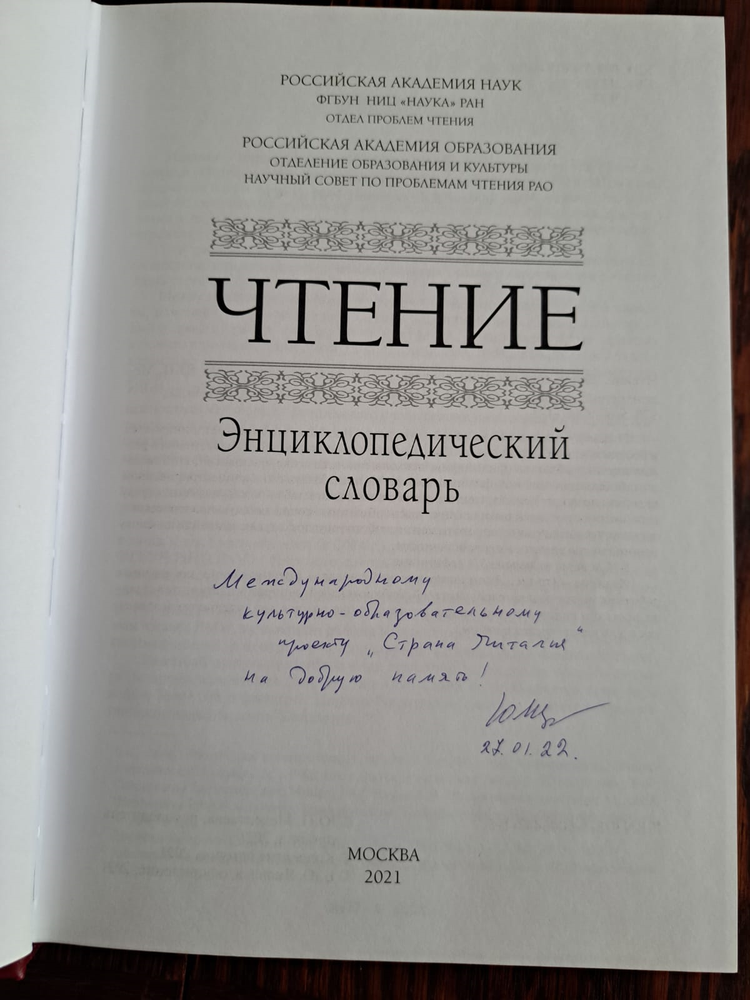 РОССИЙСКАЯ АКАДЕМИЯ НАУК
ФГБУН НИЦ «НАУКА» РАН
ОТДЕЛ ПРОБЛЕМ ЧТЕНИЯ
РОССИЙСКАЯ АКАДЕМИЯ ОБРАЗОВАНИЯ
ОТДЕЛЕНИЕ ОБРАЗОВАНИЯ И КУЛЬТУРЫ
НАУЧНЫЙ СОВЕТ ПО ПРОБЛЕМАМ ЧТЕНИЯ РАО
ЧТЕНИЕ
Энциклопедический
словарь
Международному
культурно-образовательному
проекту „Страна Читалия“
на добрую память!
27.01.22.
МОСКВА
2021